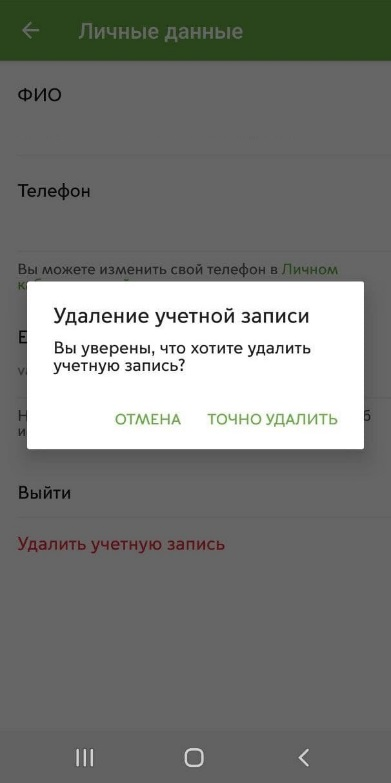 Личные данные
ФИО
Телефон
Вы можете изменить свой телефон в Личном
Удаление учетной записи
Вы уверены, что хотите удалить
учетную запись?
ОТМЕНА ТОЧНО УДАЛИТЬ
Выйти
Удалить учетную запись